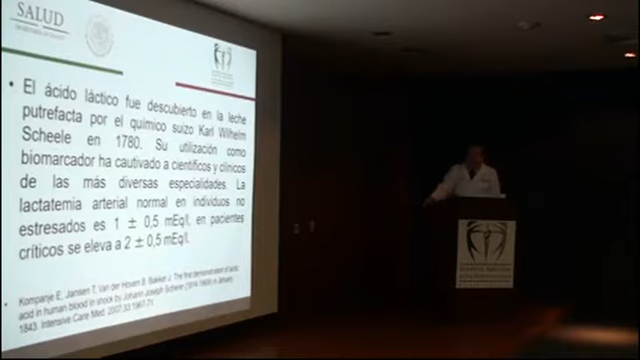 SALUD
SECRETARÍA DE SALUD
• El ácido láctico fue descubierto en la leche
putrefacta por el químico suizo Karl Wilhelm
Scheele en 1780. Su utilización como
biomarcador ha cautivado a científicos y clínicos
de las más diversas especialidades. La
lactatemia arterial normal en individuos no
estresados es 1 ± 0,5 mEq/l, en pacientes
críticos se eleva a 2 ± 0,5 mEq/l.
• Kompanje E, Jansen T, Van der Hoven B, Bakker J. The first demonstration of lactic
acid in human blood in shock by Johann Joseph Scherer (1814-1869) in January
1843. Intensive Care Med. 2007;33:1967-71.